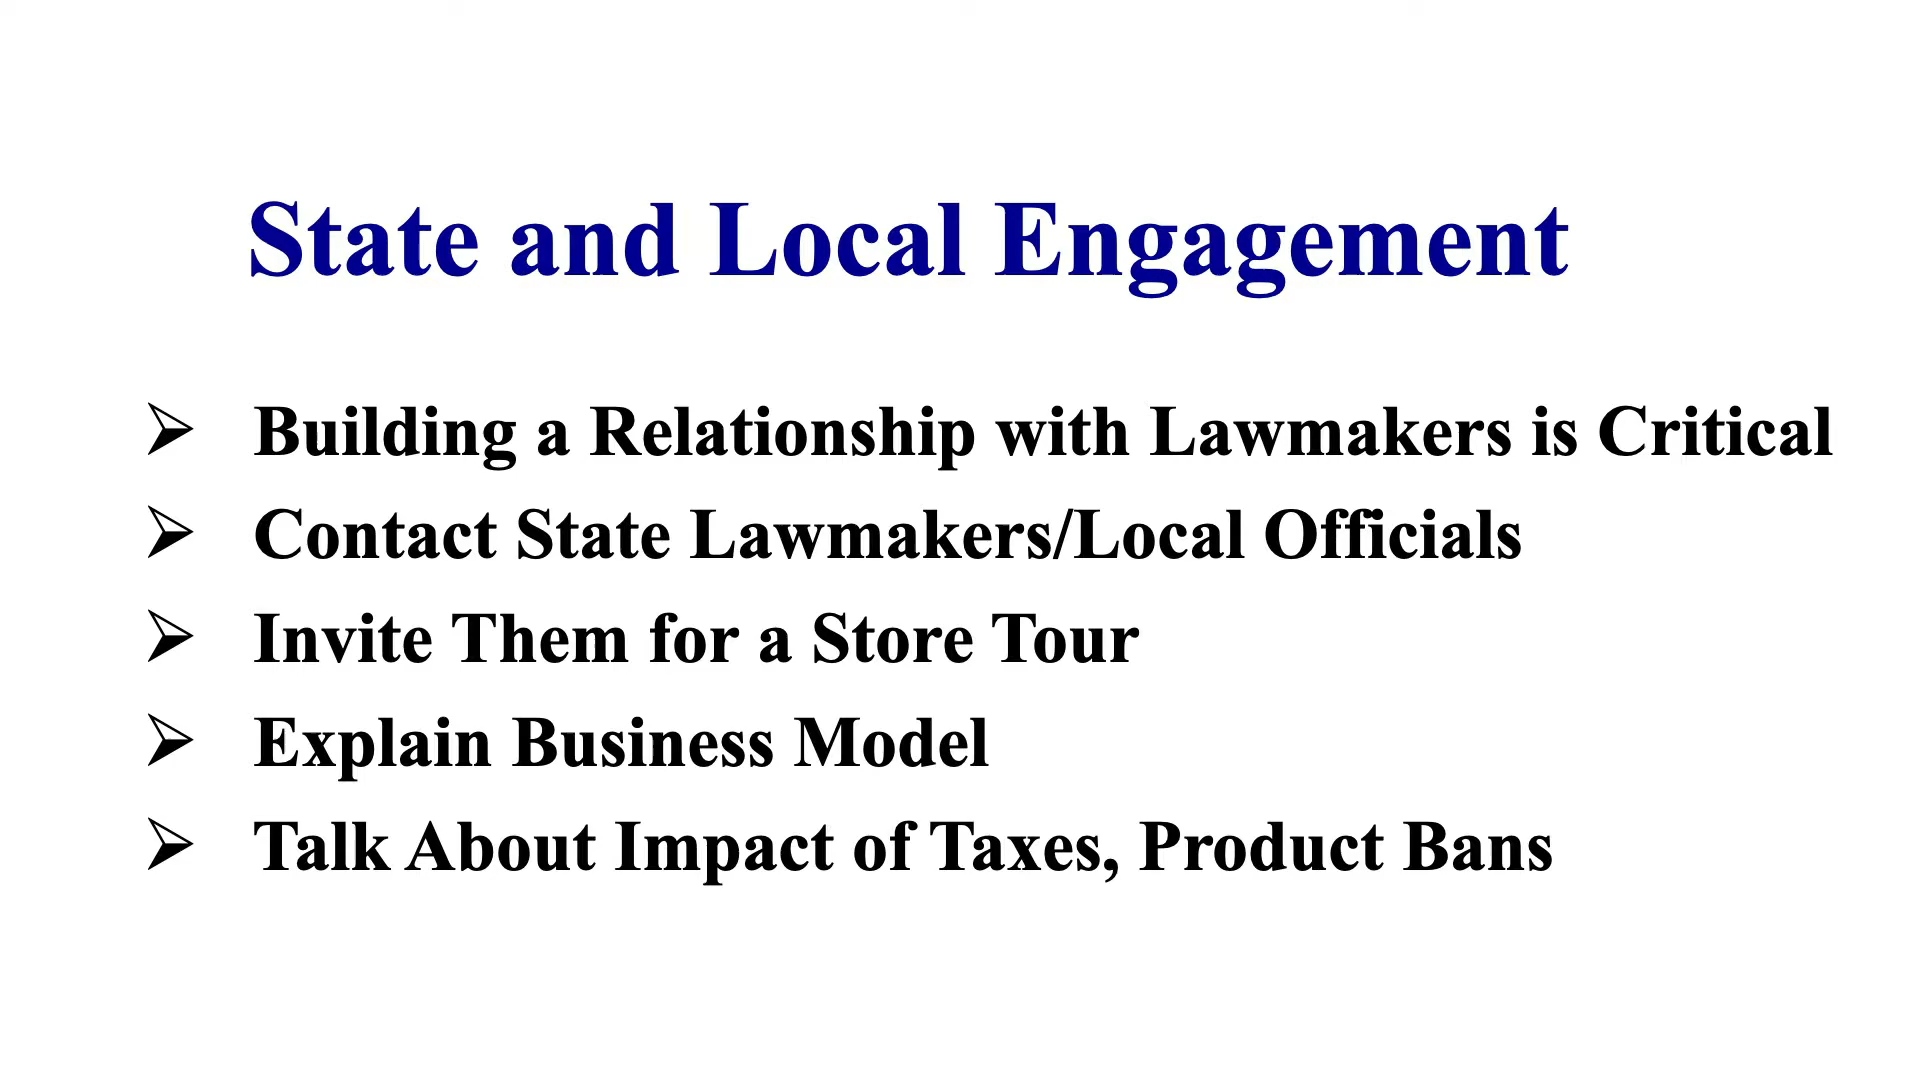 State and Local Engagement
➢ Building a Relationship with Lawmakers is Critical
➢ Contact State Lawmakers/Local Officials
➢ Invite Them for a Store Tour
➢ Explain Business Model
➢ Talk About Impact of Taxes, Product Bans